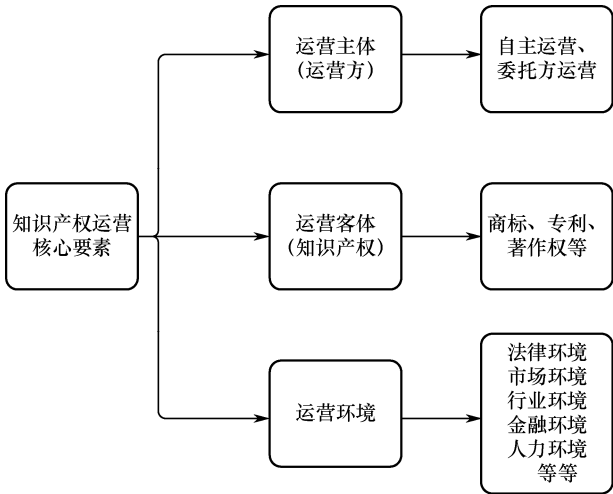 知识产权运营
核心要素
运营主体
（运营方）
自主运营、
委托方运营
运营客体
（知识产权）
商标、专利、
著作权等
运营环境
法律环境
市场环境
行业环境
金融环境
人力环境
等等